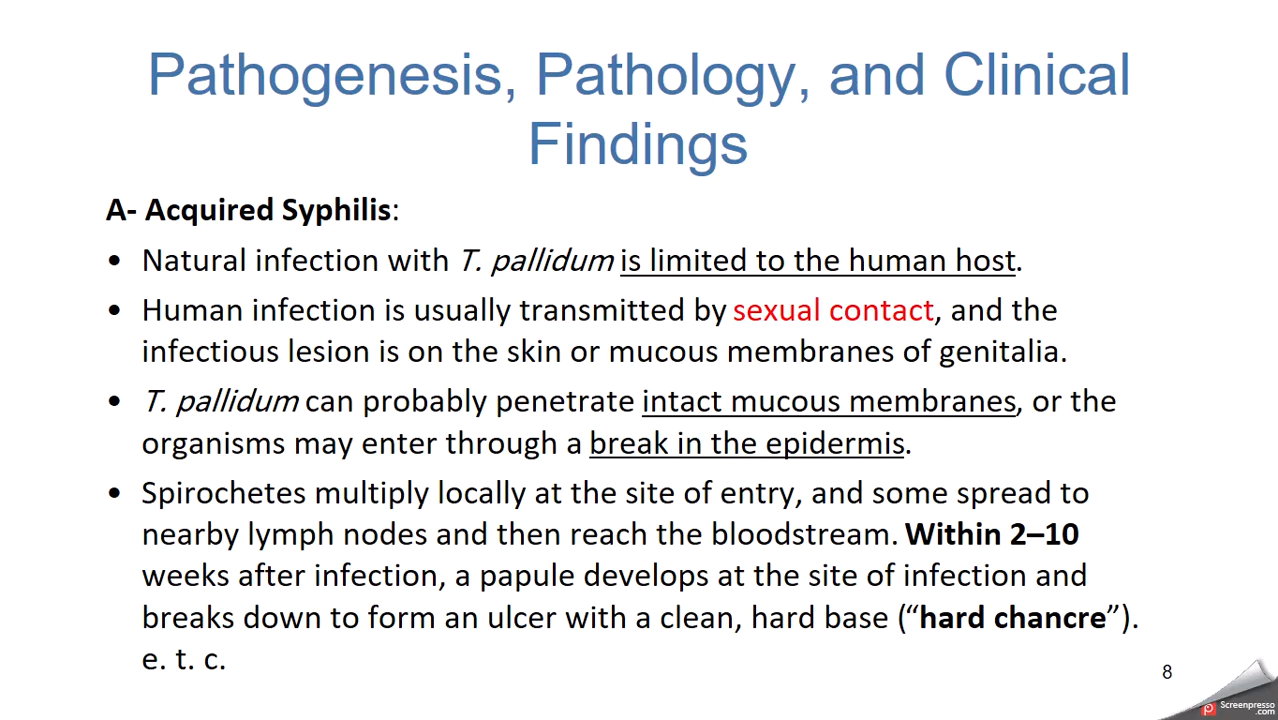 Pathogenesis, Pathology, and Clinical
Findings
A- Acquired Syphilis:
• Natural infection with T. pallidum is limited to the human host.
• Human infection is usually transmitted by sexual contact, and the
infectious lesion is on the skin or mucous membranes of genitalia.
• T. pallidum can probably penetrate intact mucous membranes, or the
organisms may enter through a break in the epidermis.
• Spirochetes multiply locally at the site of entry, and some spread to
nearby lymph nodes and then reach the bloodstream. Within 2–10
weeks after infection, a papule develops at the site of infection and
breaks down to form an ulcer with a clean, hard base (“hard chancre”).
e. t. c.
8
Screenpresso
.com